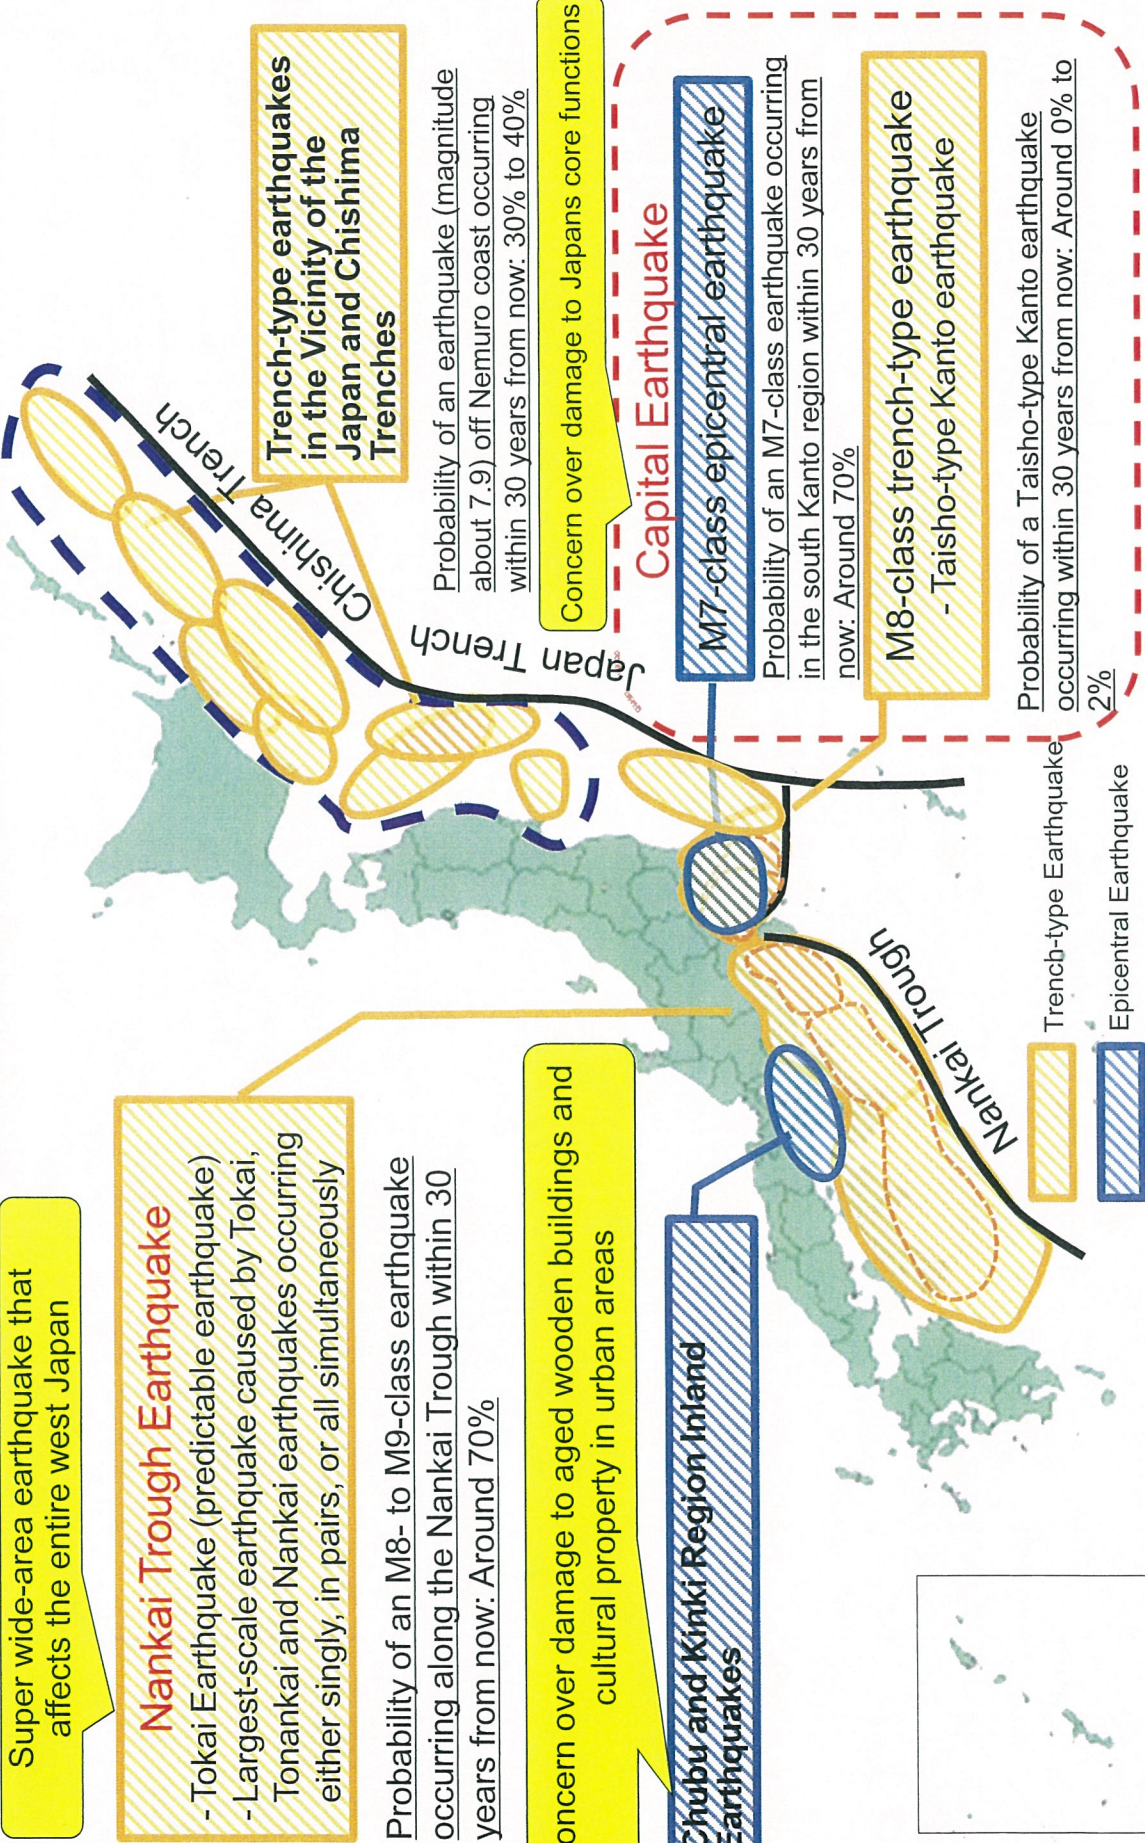 Super wide-area earthquake that
affects the entire west Japan
Nankai Trough Earthquake
- Tokai Earthquake (predictable earthquake)
- Largest-scale earthquake caused by Tokai,
Tonankai and Nankai earthquakes occurring
either singly, in pairs, or all simultaneously
Probability of an M8- to M9-class earthquake
occurring along the Nankai Trough within 30
years from now: Around 70%
oncern over damage to aged wooden buildings and
cultural property in urban areas
Chubu and Kinki Region Inland
Earthquakes
Trench-type earthquakes
in the Vicinity of the
Japan and Chishima
Trenches
Probability of an earthquake (magnitude
about 7.9) off Nemuro coast occurring
within 30 years from now: 30% to 40%
Concern over damage to Japans core functions
Capital Earthquake
M7-class epicentral earthquake
Probability of an M7-class earthquake occurring
in the south Kanto region within 30 years from
now: Around 70%
M8-class trench-type earthquake
- Taisho-type Kanto earthquake
Probability of a Taisho-type Kanto earthquake
occurring within 30 years from now: Around 0% to
2%
Chishima Trench
Japan Trench
Nankai Trough
Trench-type Earthquake
Epicentral Earthquake